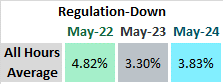 Regulation-Down
May-22 May-23 May-24
All Hours
Average 4.82% 3.30% 3.83%